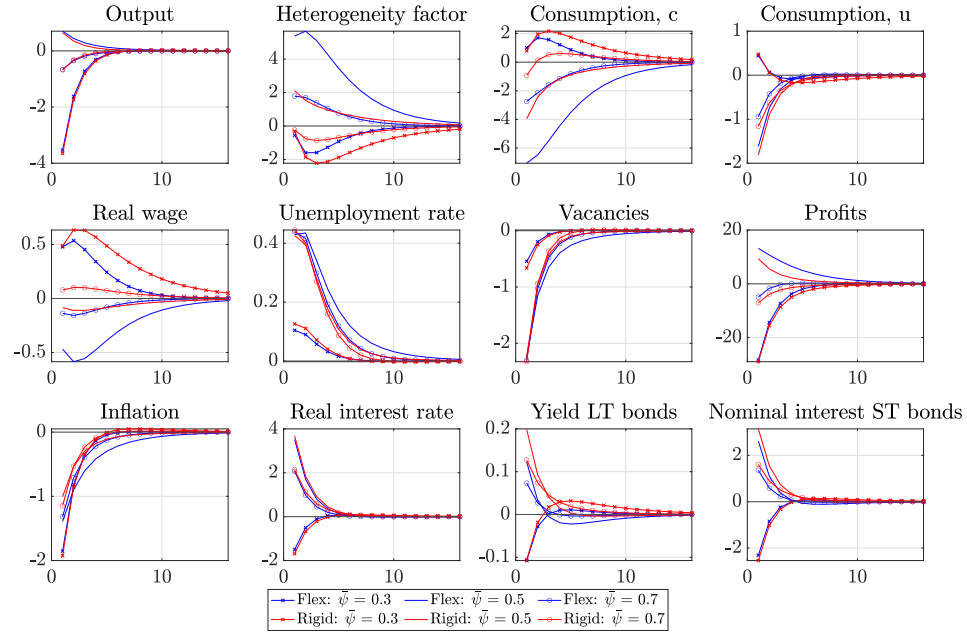 Output Heterogeneity factor Consumption, c Consumption, u
0 -2 -4 10 0
4 2 0 -2 10 0
2 0 -2 -4 -6 10 0
1 0 -1 -2 10 0
Real wage Unemployment rate Vacancies Profits
0.5 0 -0.5 10 0
0.4 0.2 0 10 0
0 -1 -2 10 0
20 0 -20 10 0
Inflation Real interest rate Yield LT bonds Nominal interest ST bonds
0 -1 -2 10 0
4 2 0 -2 10 0
0.2 0.1 0 -0.1 10 0
2 0 -2 10 0
Flex: ψ̄ = 0.3 Flex: ψ̄ = 0.5 Flex: ψ̄ = 0.7
Rigid: ψ̄ = 0.3 Rigid: ψ̄ = 0.5 Rigid: ψ̄ = 0.7